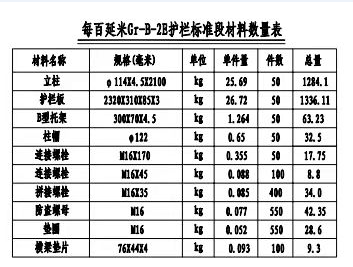 每百延米Gr-B-2E护栏标准段材料数量表
材料名称 规格(毫米) 单位 单件量 件数 总量
立柱 φ114X4.5X2100 kg 25.69 50 1284.1
护栏板 2320X310X85X3 kg 26.72 50 1336.11
B型托架 300X70X4.5 kg 1.264 50 63.23
柱帽 φ122 kg 0.65 50 32.5
连接螺栓 M16X170 kg 0.355 50 17.75
连接螺栓 M16X45 kg 0.088 100 8.8
拼接螺栓 M16X35 kg 0.085 400 34.0
防盗螺母 M16 kg 0.077 550 42.35
垫圈 M16 kg 0.052 550 28.6
横梁垫片 76X44X4 kg 0.093 100 9.3